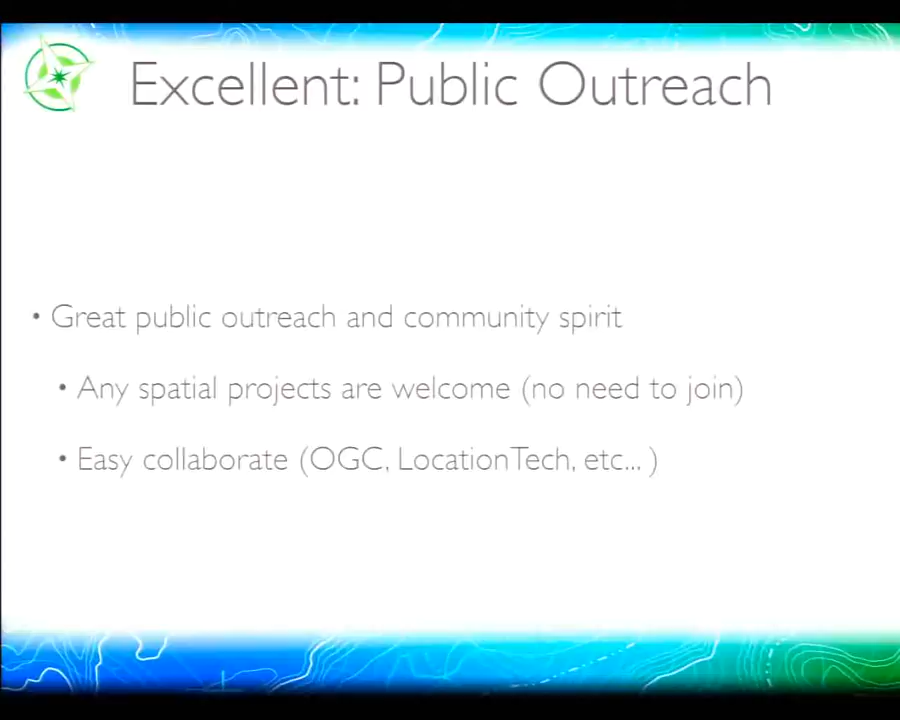 Excellent: Public Outreach
• Great public outreach and community spirit
• Any spatial projects are welcome (no need to join)
• Easy collaborate (OGC, LocationTech, etc... )